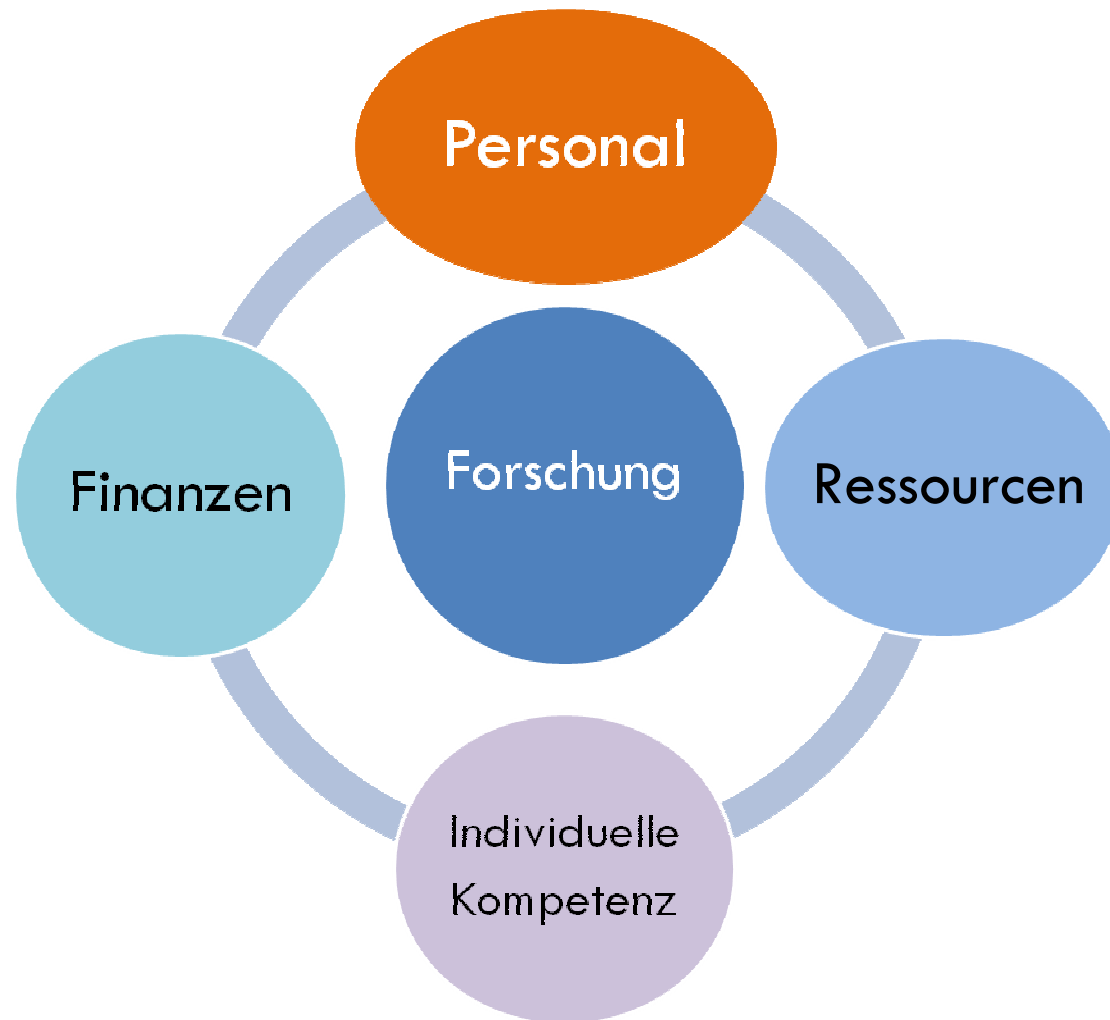 Personal
Finanzen
Forschung
Ressourcen
Individuelle
Kompetenz